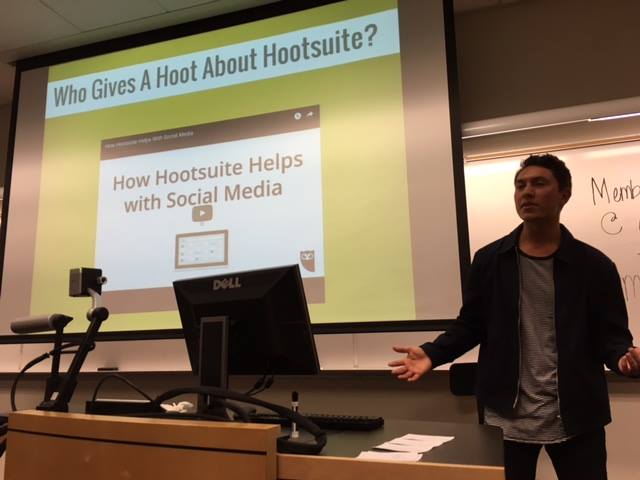 Who Gives A Hoot About Hootsuite?
How Hootsuite Helps With Social Media
How Hootsuite Helps
with Social Media
DELL
Memb